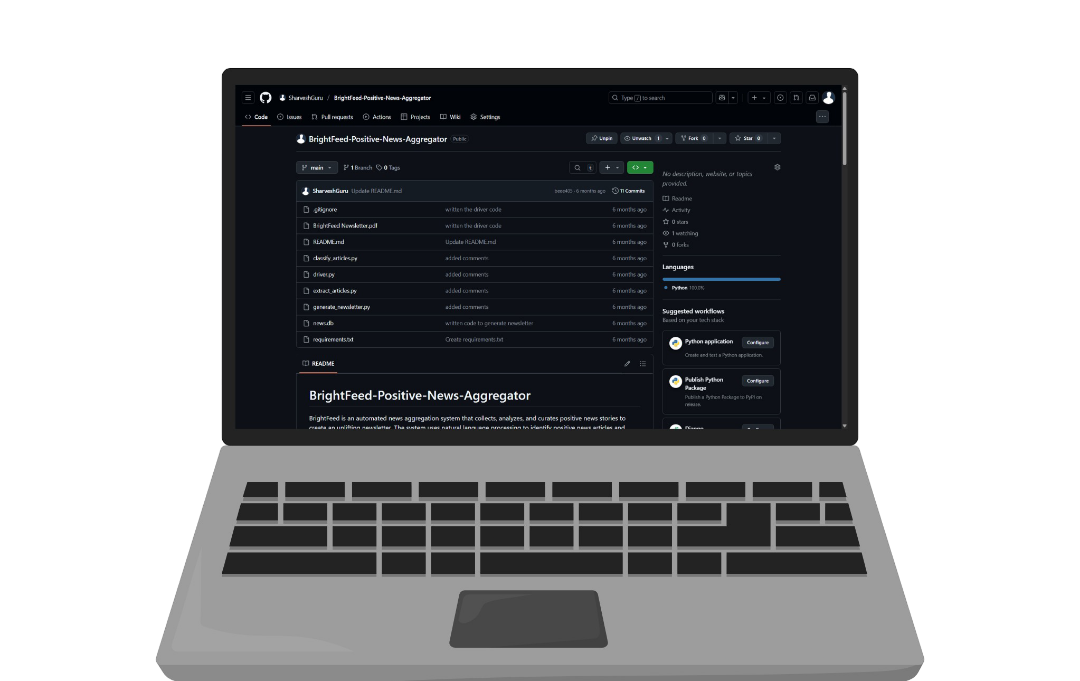 SharveshGuru / BrightFeed-Positive-News-Aggregator
Type / to search
Code Issues Pull requests Actions Projects Wiki Settings
BrightFeed-Positive-News-Aggregator Public
Unpin Unwatch 1 Fork 0 Star 0
main 1 Branch 0 Tags
No description, website, or topics
provided.
SharveshGuru Update README.md 6 months ago 11 Commits
.gitignore written the driver code 6 months ago
BrightFeed Newsletter.pdf written the driver code 6 months ago
README.md Update README.md 6 months ago
classify_articles.py added comments 6 months ago
driver.py added comments 6 months ago
extract_articles.py added comments 6 months ago
generate_newsletter.py added comments 6 months ago
news.db written code to generate newsletter 6 months ago
requirements.txt Create requirements.txt 6 months ago
Readme
Activity
0 stars
1 watching
0 forks
Languages
Python 100.0%
Suggested workflows
Based on your tech stack
Python application Configure
Create and test a Python application.
Publish Python
Package
Configure
Publish a Python Package to PyPI on
release.
Django
README
BrightFeed-Positive-News-Aggregator
BrightFeed is an automated news aggregation system that collects, analyzes, and curates positive news stories to
create an uplifting newsletter. The system uses natural language processing to identify positive news articles and